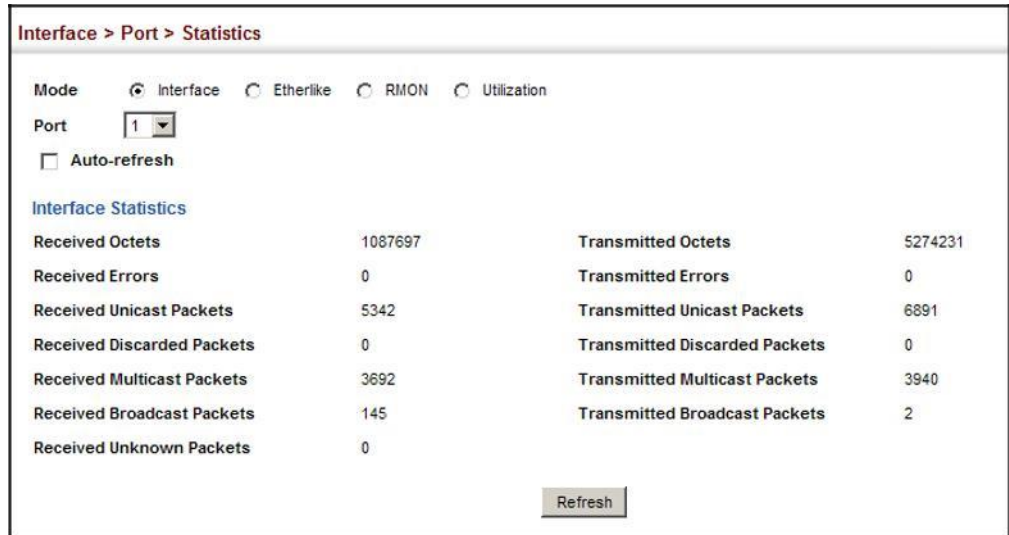 Interface > Port > Statistics
Mode Interface Etherlike RMON Utilization
Port 1
Auto-refresh
Interface Statistics
Received Octets 1087697 Transmitted Octets 5274231
Received Errors 0 Transmitted Errors 0
Received Unicast Packets 5342 Transmitted Unicast Packets 6891
Received Discarded Packets 0 Transmitted Discarded Packets 0
Received Multicast Packets 3692 Transmitted Multicast Packets 3940
Received Broadcast Packets 145 Transmitted Broadcast Packets 2
Received Unknown Packets 0
Refresh